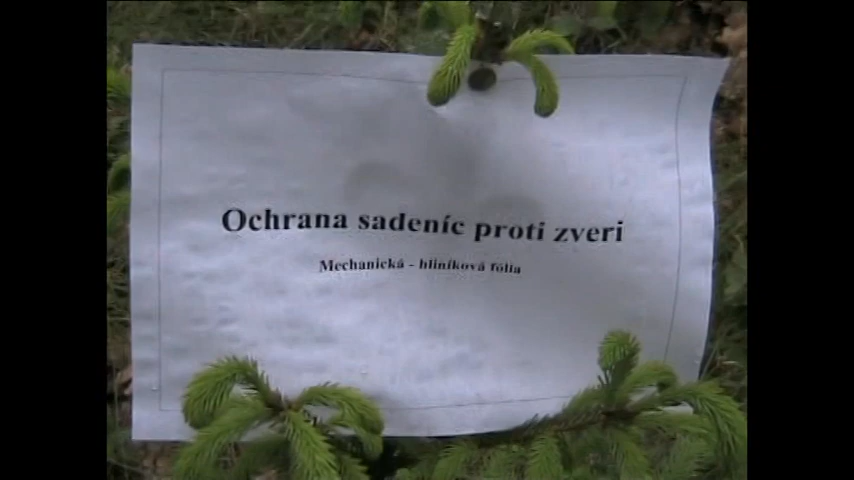 Ochrana sadeníc proti zveri
Mechanická - hliníková fólia